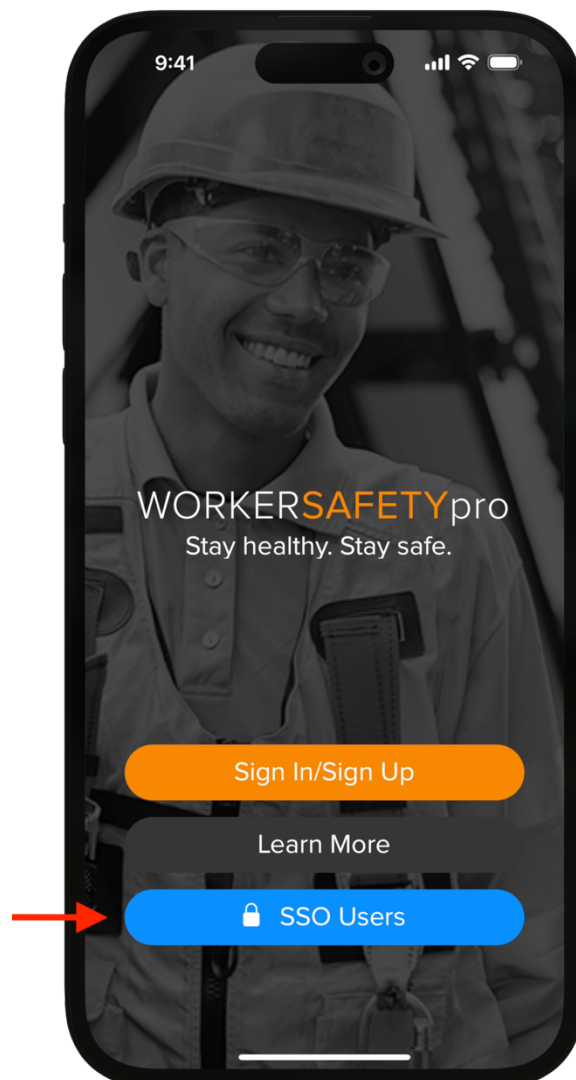 9:41
WORKERSAFETYpro
Stay healthy. Stay safe.
Sign In/Sign Up
Learn More
SSO Users